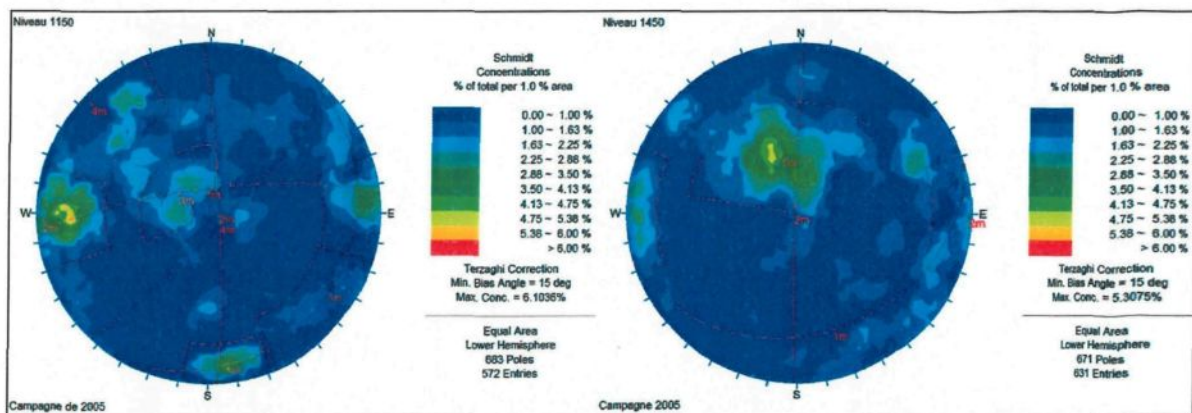 Niveau 1150
N
W
E
S
Schmidt
Concentrations
% of total per 1.0 % area
0.00 ~ 1.00 %
1.00 ~ 1.63 %
1.63 ~ 2.25 %
2.25 ~ 2.88 %
2.88 ~ 3.50 %
3.50 ~ 4.13 %
4.13 ~ 4.75 %
4.75 ~ 5.38 %
5.38 ~ 6.00 %
> 6.00 %
Terzaghi Correction
Min. Bias Angle = 15 deg
Max. Conc. = 6.1036%
Equal Area
Lower Hemisphere
683 Poles
572 Entries
Campagne de 2005
Niveau 1450
N
W
E
S
Schmidt
Concentrations
% of total per 1.0 % area
0.00 ~ 1.00 %
1.00 ~ 1.63 %
1.63 ~ 2.25 %
2.25 ~ 2.88 %
2.88 ~ 3.50 %
3.50 ~ 4.13 %
4.13 ~ 4.75 %
4.75 ~ 5.38 %
5.38 ~ 6.00 %
> 6.00 %
Terzaghi Correction
Min. Bias Angle = 15 deg
Max. Conc. = 5.3075%
Equal Area
Lower Hemisphere
671 Poles
631 Entries
Campagne 2005